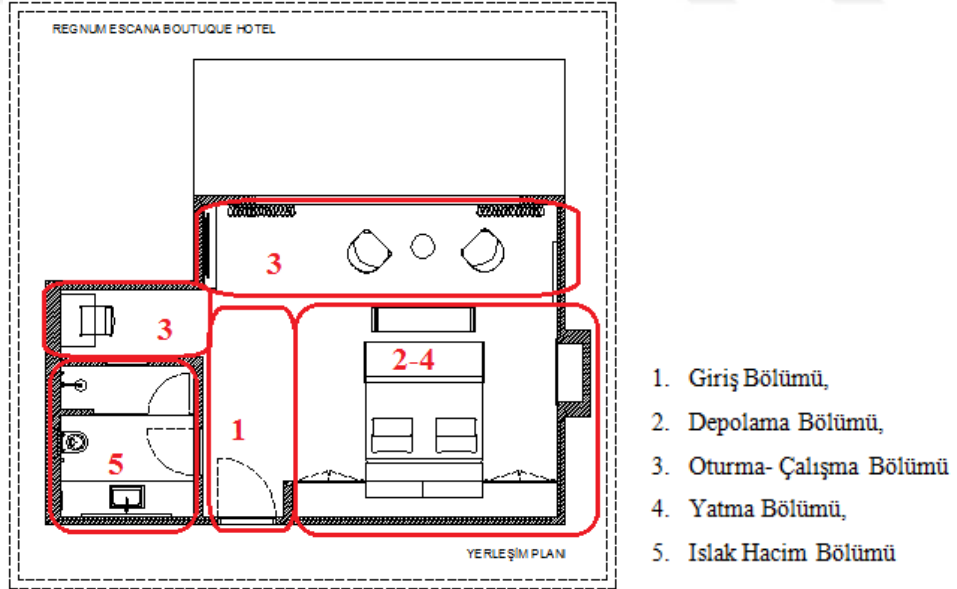 REGNUM ESCANA BOUTUQUE HOTEL
3
3
2-4
1
5
YERLEŞİM PLANI
1. Giriş Bölümü,
2. Depolama Bölümü,
3. Oturma- Çalışma Bölümü
4. Yatma Bölümü,
5. Islak Hacim Bölümü